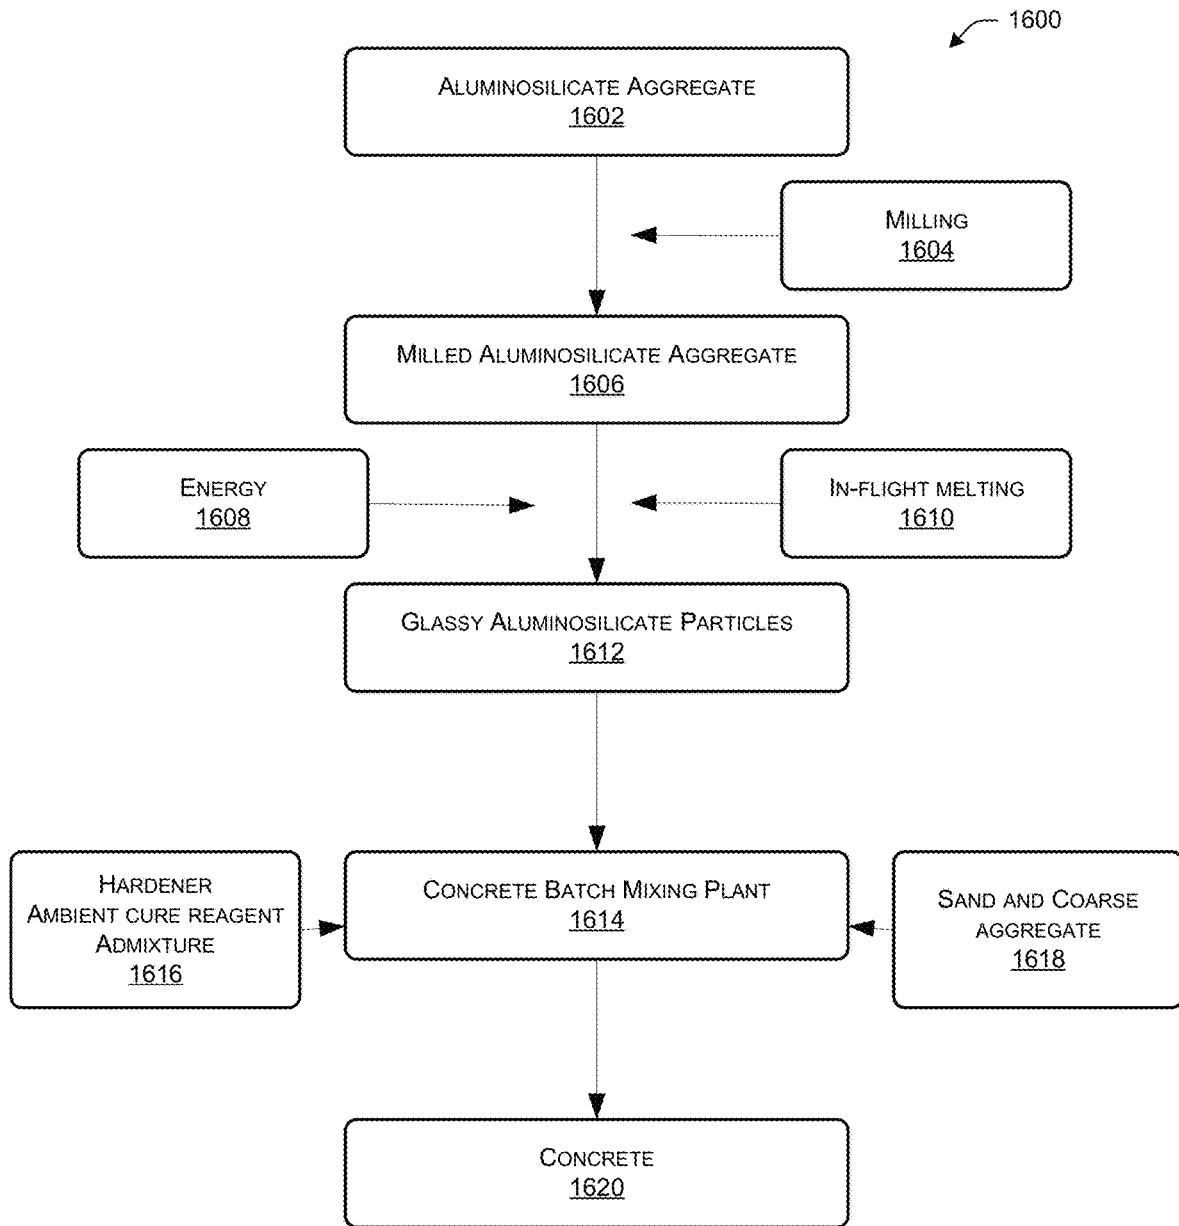 1600
ALUMINOSILICATE AGGREGATE
1602
MILLING
1604
MILLED ALUMINOSILICATE AGGREGATE
1606
ENERGY
1608
IN-FLIGHT MELTING
1610
GLASSY ALUMINOSILICATE PARTICLES
1612
HARDENER
AMBIENT CURE REAGENT
ADMIXTURE
1616
CONCRETE BATCH MIXING PLANT
1614
SAND AND COARSE
AGGREGATE
1618
CONCRETE
1620